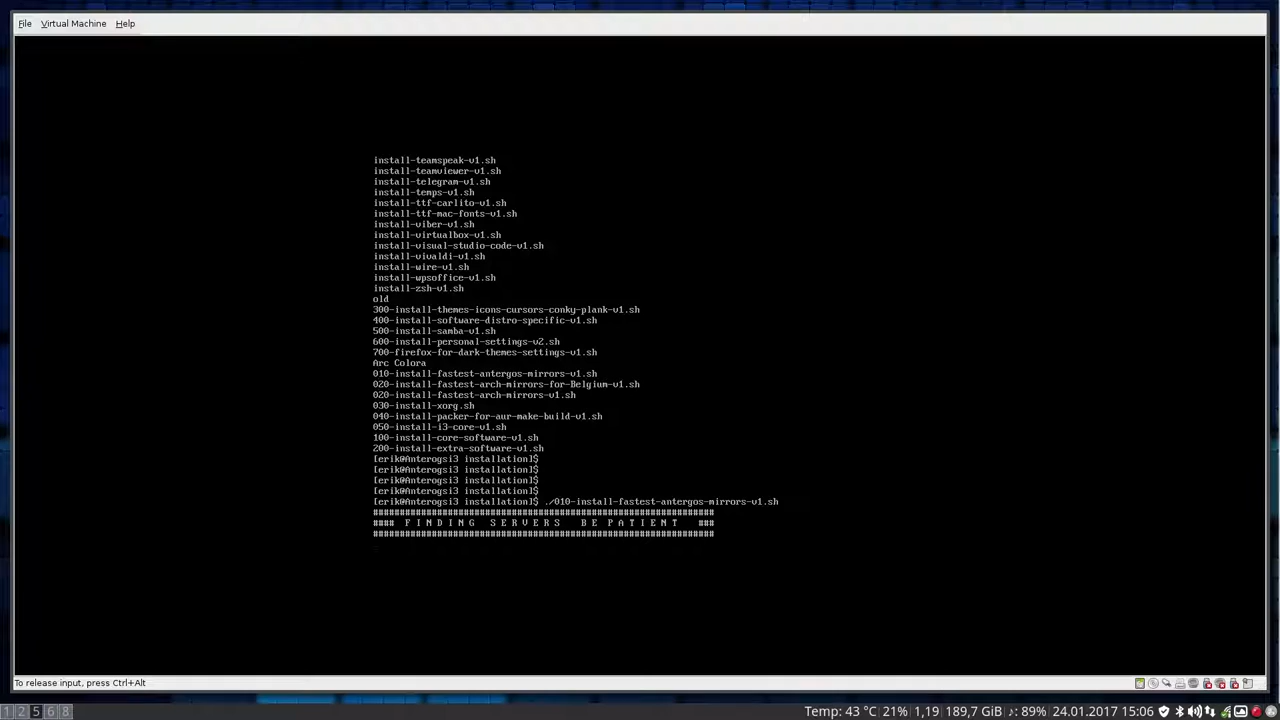 File Virtual Machine Help
install-teamspeak-v1.sh
install-teamviewer-v1.sh
install-telegram-v1.sh
install-temps-v1.sh
install-ttf-carlito-v1.sh
install-ttf-mac-fonts-v1.sh
install-viber-v1.sh
install-virtualbox-v1.sh
install-visual-studio-code-v1.sh
install-vivaldi-v1.sh
install-wire-v1.sh
install-wpsoffice-v1.sh
install-zsh-v1.sh
old
300-install-themes-icons-cursors-conky-plank-v1.sh
400-install-software-distro-specific-v1.sh
500-install-samba-v1.sh
600-install-personal-settings-v2.sh
700-firefox-for-dark-themes-settings-v1.sh
Arc Colora
010-install-fastest-antergos-mirrors-v1.sh
020-install-fastest-arch-mirrors-for-Belgium-v1.sh
020-install-fastest-arch-mirrors-v1.sh
030-install-xorg.sh
040-install-packer-for-aur-make-build-v1.sh
050-install-i3-core-v1.sh
100-install-core-software-v1.sh
200-install-extra-software-v1.sh
[erik@Anterogsi3 installation]$
[erik@Anterogsi3 installation]$
[erik@Anterogsi3 installation]$
[erik@Anterogsi3 installation]$
[erik@Anterogsi3 installation]$ ./010-install-fastest-antergos-mirrors-v1.sh
################################################################
#### F I N D I N G   S E R V E R S   B E  P A T I E N T   ###
################################################################
To release input, press Ctrl+Alt
1 2 5 6 8 Temp: 43 °C 21% 1,19 189,7 GiB ♪: 89% 24.01.2017 15:06